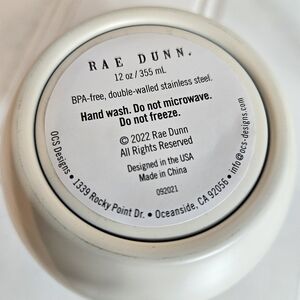 RAE DUNN.
12 oz / 355 mL
BPA-free, double-walled stainless steel.
Hand wash. Do not microwave.
Do not freeze.
© 2022 Rae Dunn
All Rights Reserved
Designed in the USA
Made in China
092021
OCS Designs • 1339 Rocky Point Dr. • Oceanside, CA 92056 • info@ocs-designs.com